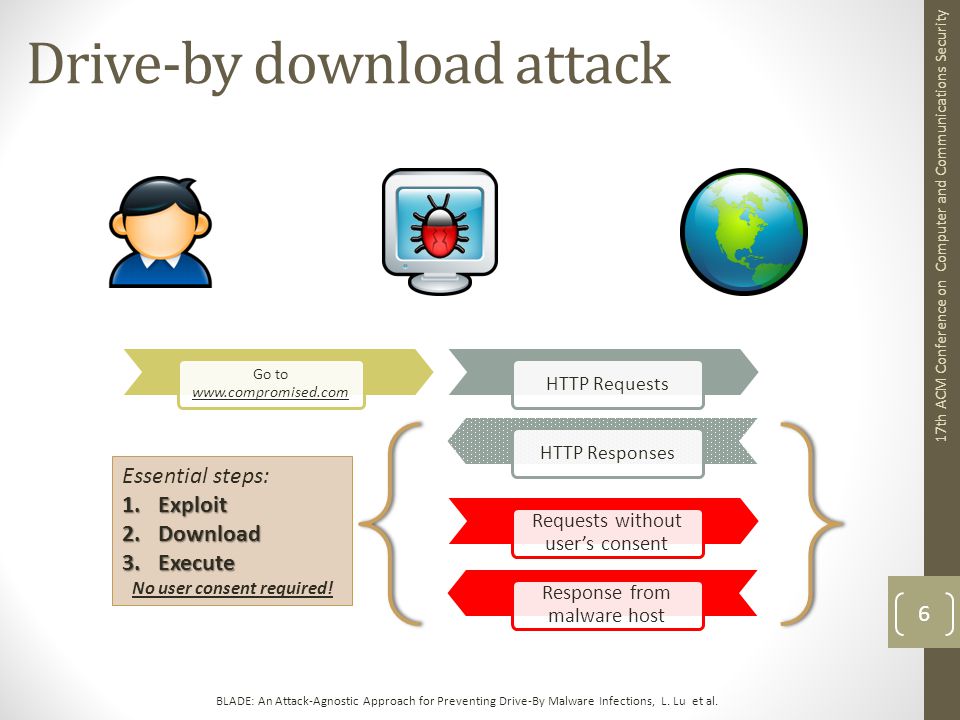 Drive-by download attack
17th ACM Conference on Computer and Communications Security
Go to
www.compromised.com
HTTP Requests
HTTP Responses
Essential steps:
1. Exploit
2. Download
3. Execute
No user consent required!
Requests without
user's consent
Response from
malware host
6
BLADE: An Attack-Agnostic Approach for Preventing Drive-By Malware Infections, L. Lu et al.